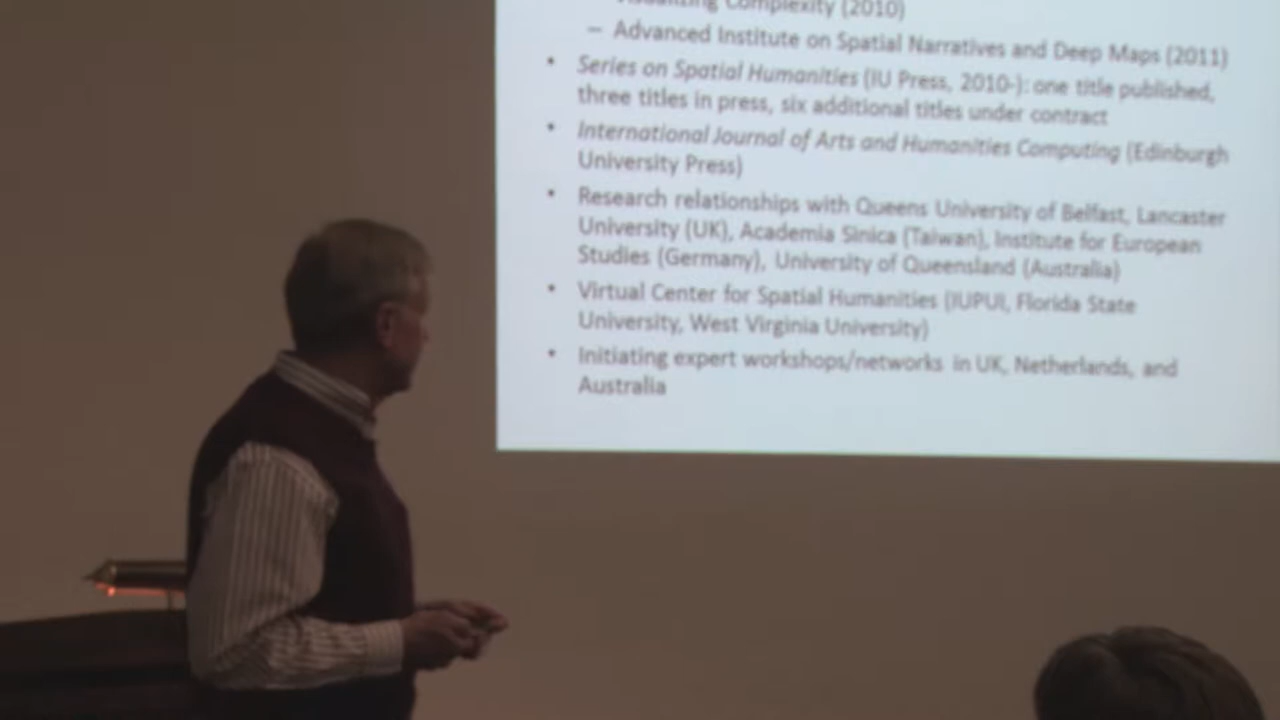 Visualizing Complexity (2010)
– Advanced Institute on Spatial Narratives and Deep Maps (2011)
• Series on Spatial Humanities (IU Press, 2010-): one title published,
three titles in press, six additional titles under contract
• International Journal of Arts and Humanities Computing (Edinburgh
University Press)
• Research relationships with Queens University of Belfast, Lancaster
University (UK), Academia Sinica (Taiwan), Institute for European
Studies (Germany), University of Queensland (Australia)
• Virtual Center for Spatial Humanities (IUPUI, Florida State
University, West Virginia University)
• Initiating expert workshops/networks in UK, Netherlands, and
Australia